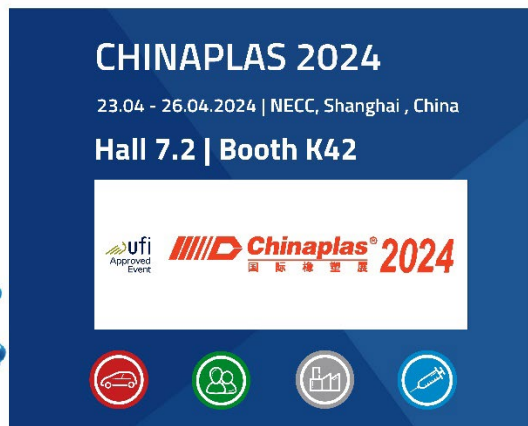 CHINAPLAS 2024
23.04 - 26.04.2024 | NECC, Shanghai , China
Hall 7.2 | Booth K42
ufi
Approved
Event
Chinaplas® 2024
国际橡塑展